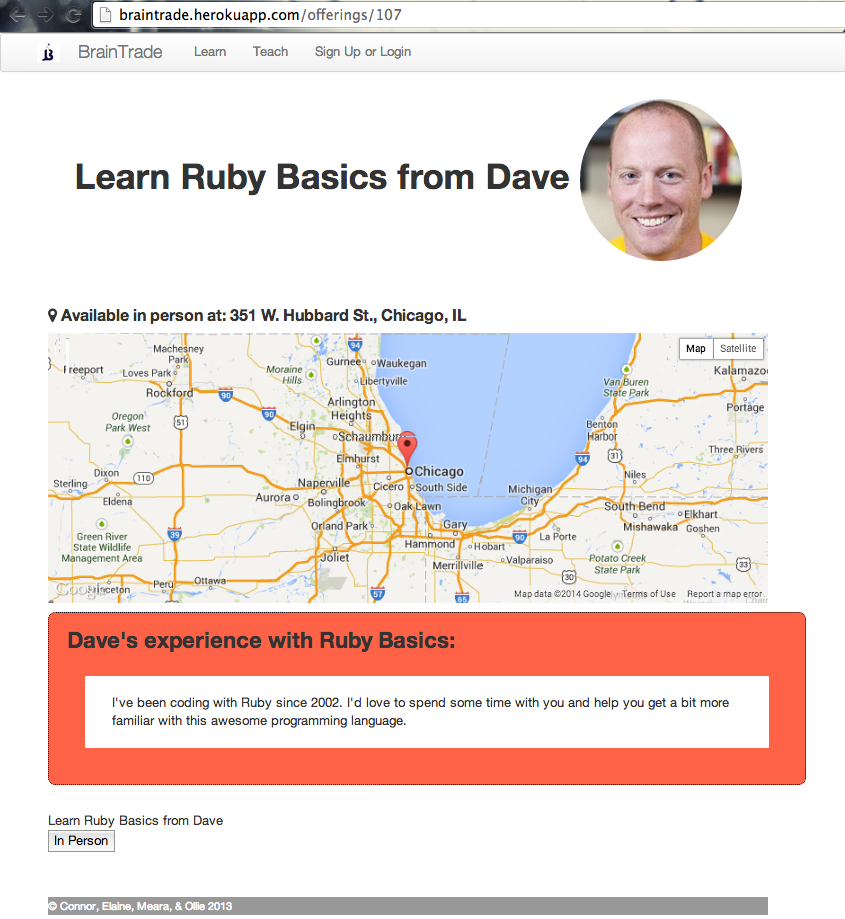 braintrade.herokuapp.com/offerings/107
BrainTrade Learn Teach Sign Up or Login
Learn Ruby Basics from Dave
Available in person at: 351 W. Hubbard St., Chicago, IL
Map Satellite
94
Machesney
Park
Gurnee
Waukegan
Freeport
Loves Park
Moraine
Hills
Libertyville
Kalamazoo
Rockford
90
Van Buren
State Park
Arlington
Heights
90
Portage
Oregon
Park West
51
Elgin
Schaumburg
Benton
Harbor
Elmhurst
94
31
Three Rivers
Chicago
Dixon
110
Sterling
Naperville
Cicero
South Side
Niles
Eldena
Aurora
Bolingbrook
Oak Lawn
Michigan
City
South Bend
Elkhart
Green River
State Wildlife
Management Area
39
Orland Park
Gary
Mishawaka
Goshen
90
La Porte
Hammond
Hobart
Joliet
Merrillville
Valparaiso
Potato Creek
State Park
33
Peru
Ottawa
30
Google
Princeton
57
65
Map data ©2014 Google
Terms of Use
Report a map error
Dave's experience with Ruby Basics:
I've been coding with Ruby since 2002. I'd love to spend some time with you and help you get a bit more
familiar with this awesome programming language.
Learn Ruby Basics from Dave
In Person
© Connor, Elaine, Meara, & Ollie 2013